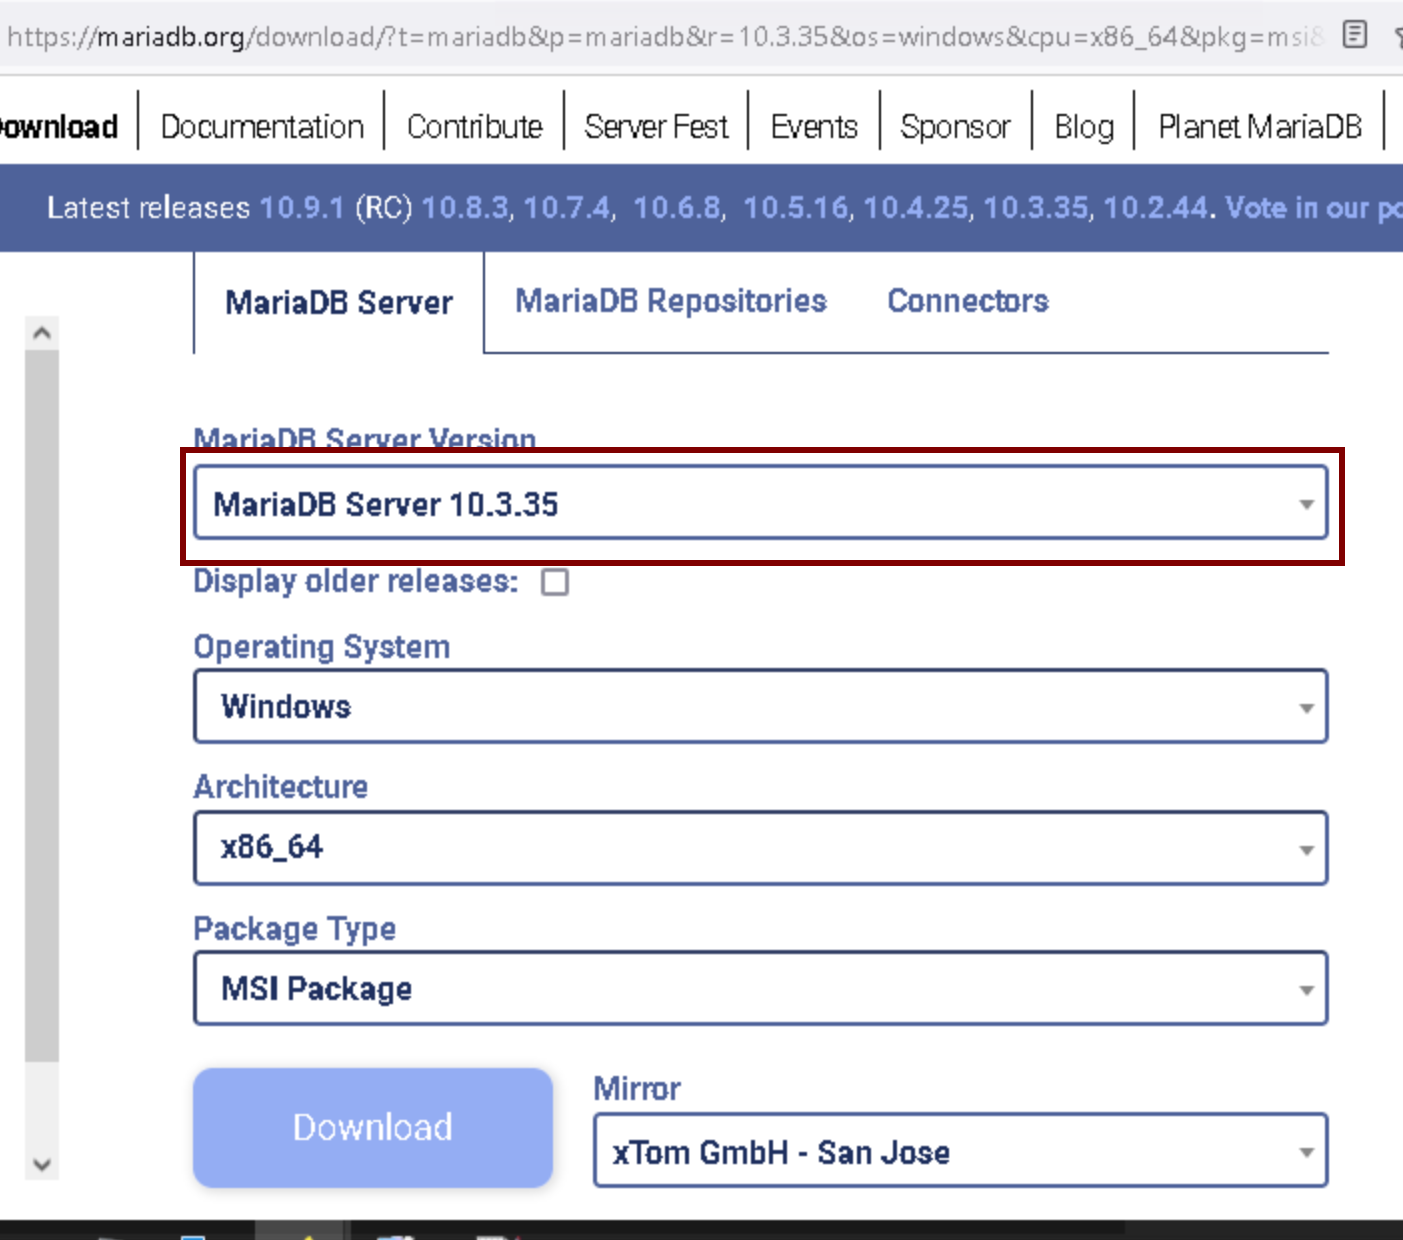 https://mariadb.org/download/?t=mariadb&p=mariadb&r=10.3.35&os=windows&cpu=x86_64&pkg=msi&
ownload | Documentation | Contribute | Server Fest | Events | Sponsor | Blog | Planet MariaDB |
Latest releases 10.9.1 (RC) 10.8.3, 10.7.4, 10.6.8, 10.5.16, 10.4.25, 10.3.35, 10.2.44. Vote in our po
MariaDB Server MariaDB Repositories Connectors
MariaDB Server Version
MariaDB Server 10.3.35
Display older releases:
Operating System
Windows
Architecture
x86_64
Package Type
MSI Package
Download
Mirror
xTom GmbH - San Jose